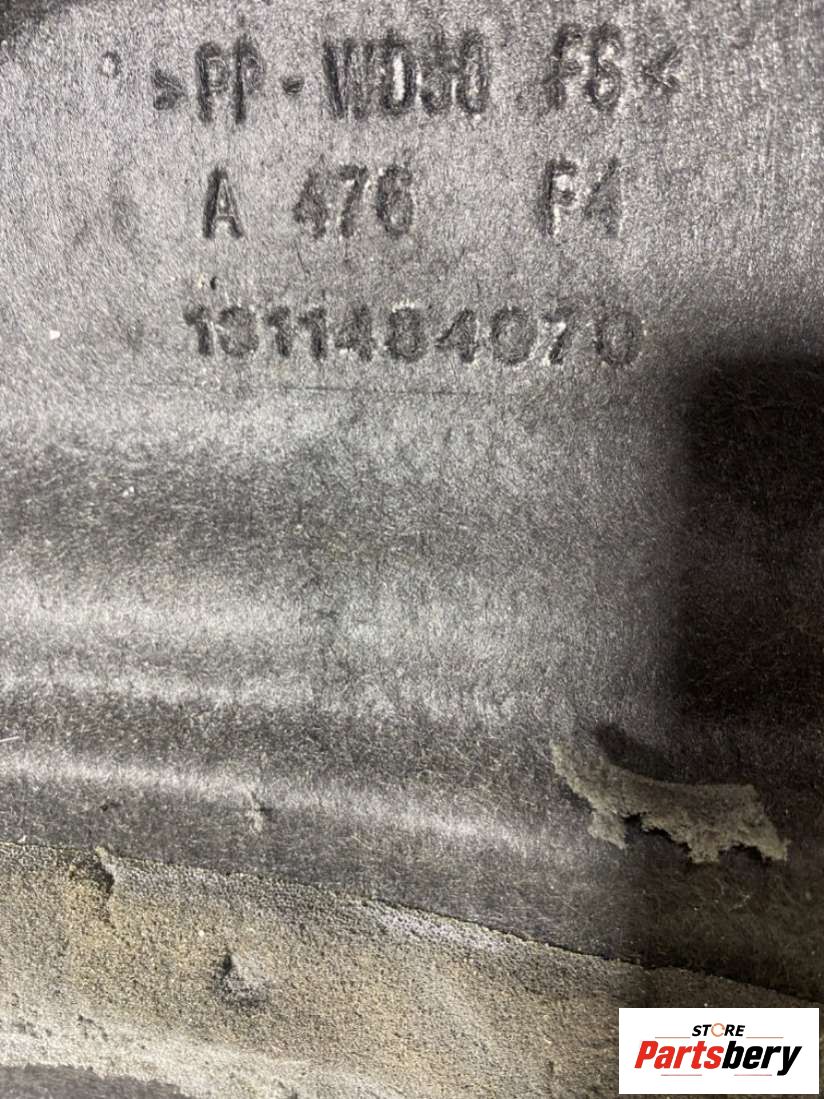 >PP-WD30 F6<
A 476 F4
1311484070
STORE
Partsbery